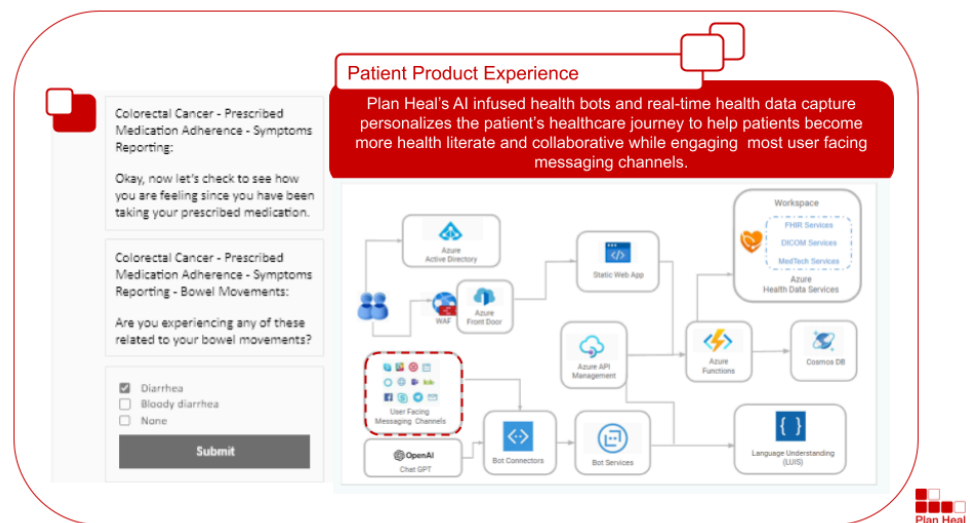 Patient Product Experience
Plan Heal's AI infused health bots and real-time health data capture
personalizes the patient's healthcare journey to help patients become
more health literate and collaborative while engaging most user facing
messaging channels.
Colorectal Cancer - Prescribed
Medication Adherence - Symptoms
Reporting:
Okay, now let's check to see how
you are feeling since you have been
taking your prescribed medication.
Colorectal Cancer - Prescribed
Medication Adherence - Symptoms
Reporting - Bowel Movements:
Are you experiencing any of these
related to your bowel movements?
Diarrhea
Bloody diarrhea
None
Submit
Azure
Active Directory
WAF
Azure
Front Door
Static Web App
Workspace
FHIR Services
DICOM Services
MedTech Services
Azure
Health Data Services
Azure API
Management
Azure
Functions
Cosmos DB
User Facing
Messaging Channels
OpenAI
Chat GPT
Bot Connectors
Bot Services
Language Understanding
(LUIS)
Plan Heal